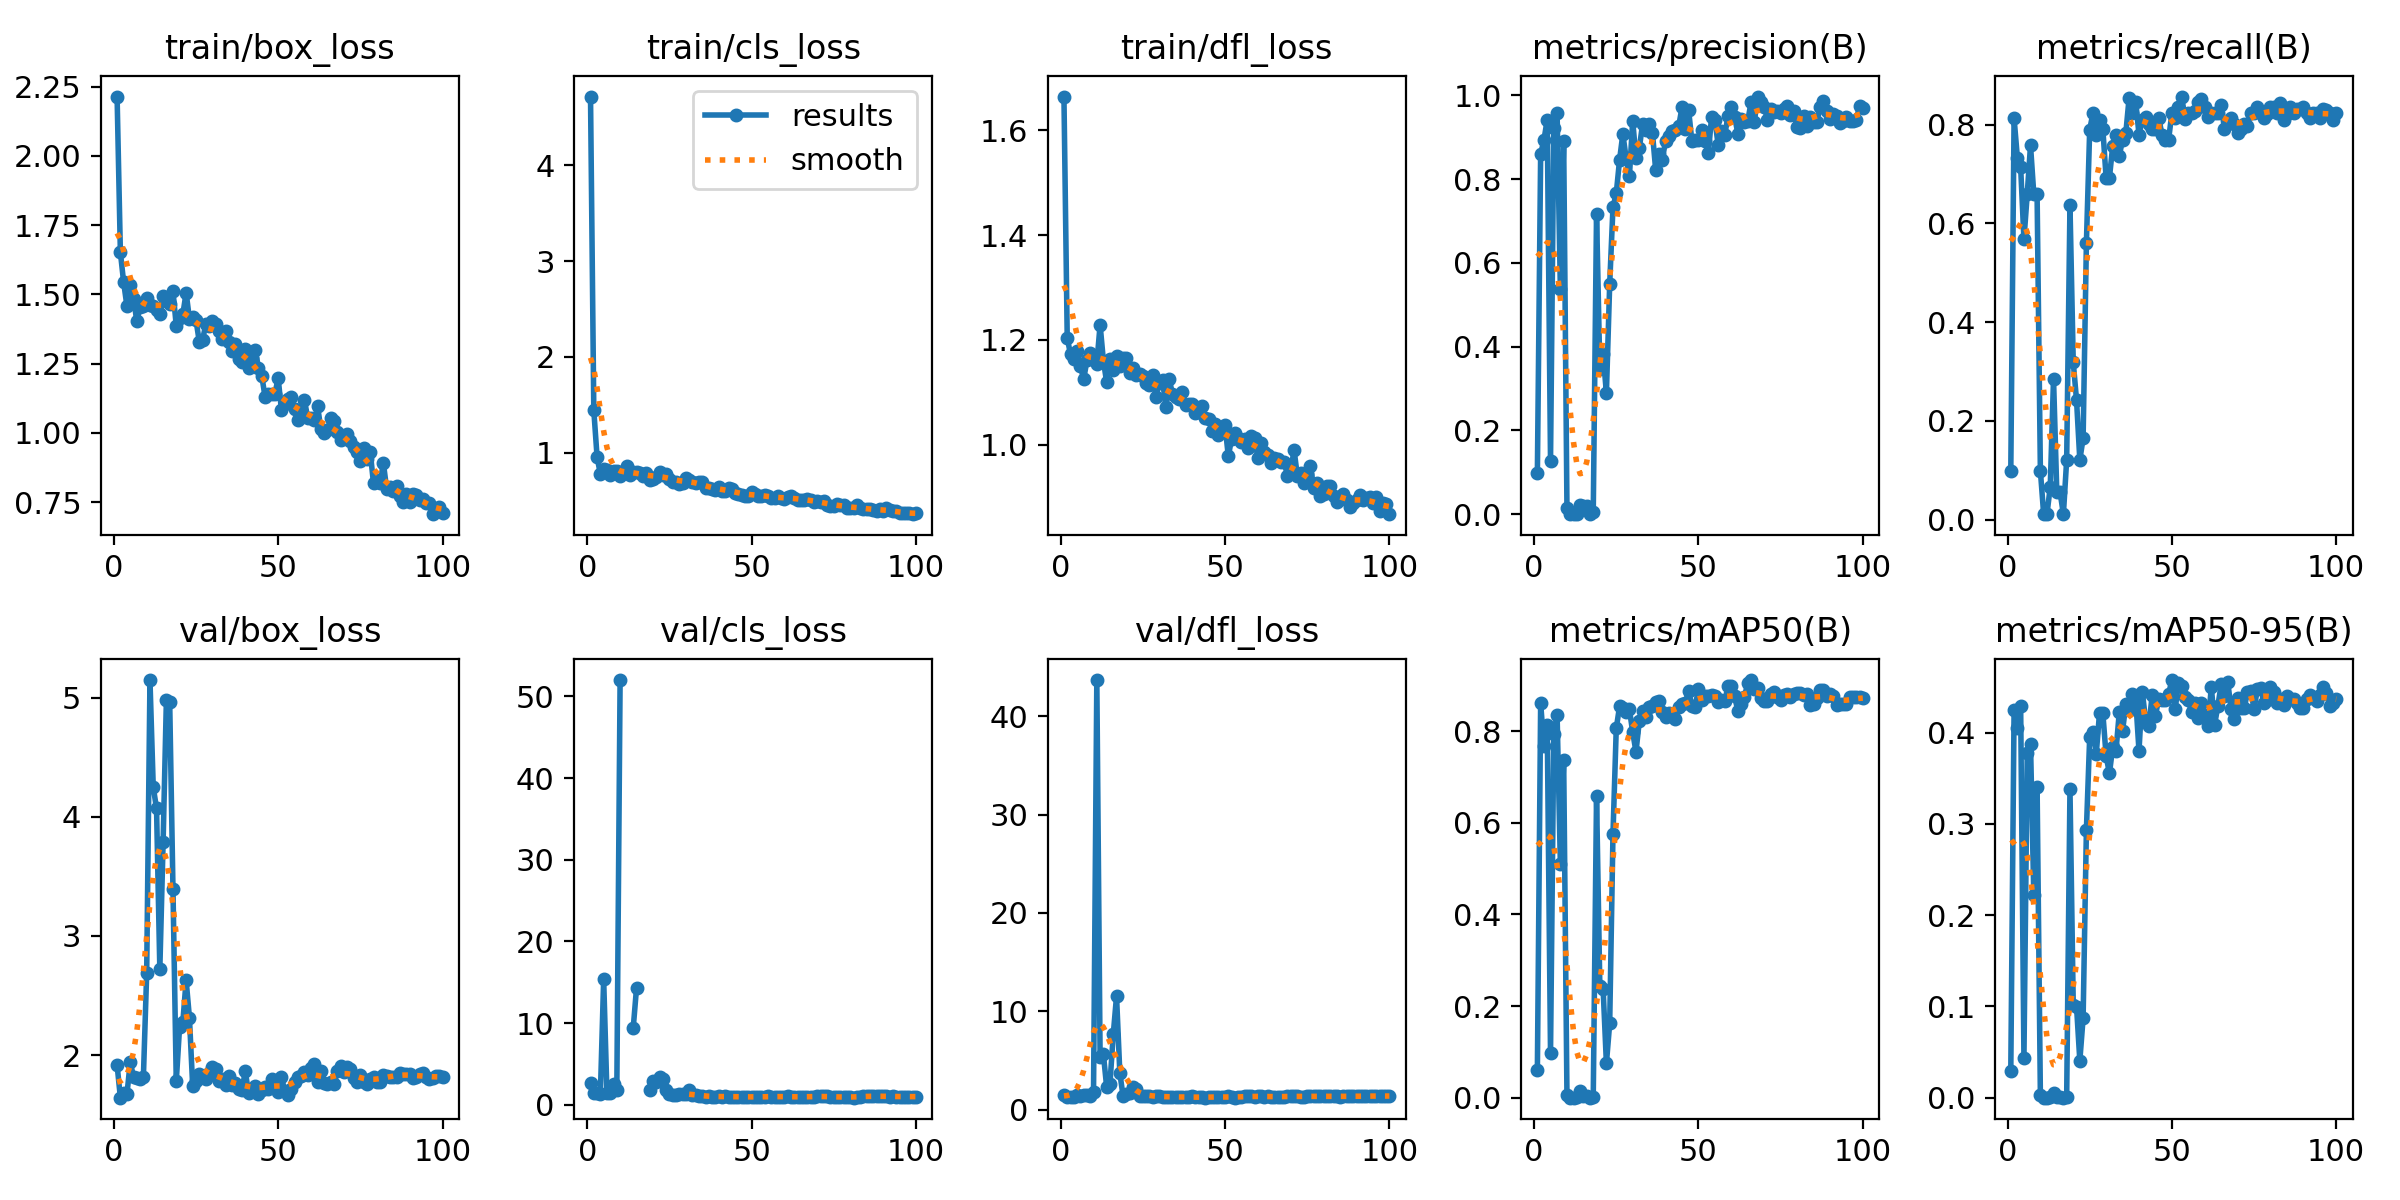 train/box_loss
2.25
2.00
1.75
1.50
1.25
1.00
0.75
0 50 100
train/cls_loss
results
smooth
4
3
2
1
0 50 100
train/dfl_loss
1.6
1.4
1.2
1.0
0 50 100
metrics/precision(B)
1.0
0.8
0.6
0.4
0.2
0.0
0 50 100
metrics/recall(B)
0.8
0.6
0.4
0.2
0.0
0 50 100
val/box_loss
5
4
3
2
0 50 100
val/cls_loss
50
40
30
20
10
0
0 50 100
val/dfl_loss
40
30
20
10
0
0 50 100
metrics/mAP50(B)
0.8
0.6
0.4
0.2
0.0
0 50 100
metrics/mAP50-95(B)
0.4
0.3
0.2
0.1
0.0
0 50 100